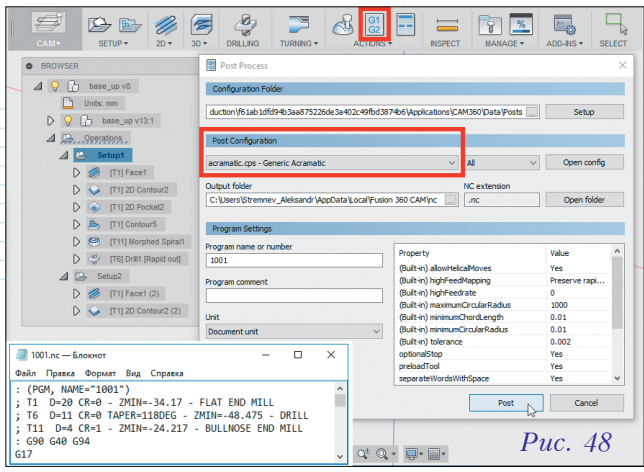 G1
G2
CAM▾ SETUP ▾ 2D ▾ 3D ▾ DRILLING TURNING ▾ ACTIONS ▾ INSPECT MANAGE ▾ ADD-INS ▾ SELECT
BROWSER
base_up v8
Units: mm
base_up v13:1
Operations
Setup1
[T1] Face1
[T1] 2D Contour2
[T1] 2D Pocket2
[T1] Contour5
[T11] Morphed Spiral1
[T6] Drill1 [Rapid out]
Setup2
[T1] Face1 (2)
[T1] 2D Contour2 (2)
Post Process
Configuration Folder
duction\f61ab1dfd94b3aa875226de3a402c49fbd3874b6\Applications\CAM360\Data\Posts ... Setup
Post Configuration
acramatic.cps - Generic Acramatic All Open config
Output folder NC extension
C:\Users\Stremnev_Aleksandr\AppData\Local\Fusion 360 CAM\nc ... .nc Open folder
Program Settings
Program name or number
1001
Program comment
Unit
Document unit
Property Value
(Built-in) allowHelicalMoves Yes
(Built-in) highFeedMapping Preserve rapi...
(Built-in) highFeedrate 0
(Built-in) maximumCircularRadius 1000
(Built-in) minimumChordLength 0.01
(Built-in) minimumCircularRadius 0.01
(Built-in) tolerance 0.002
optionalStop Yes
preloadTool Yes
separateWordsWithSpace Yes
Post Cancel
1001.nc — Блокнот
Файл Правка Формат Вид Справка
: (PGM, NAME="1001")
; T1 D=20 CR=0 - ZMIN=-34.17 - FLAT END MILL
; T6 D=11 CR=0 TAPER=118DEG - ZMIN=-48.475 - DRILL
; T11 D=4 CR=1 - ZMIN=-24.217 - BULLNOSE END MILL
: G90 G40 G94
G17
Рис. 48